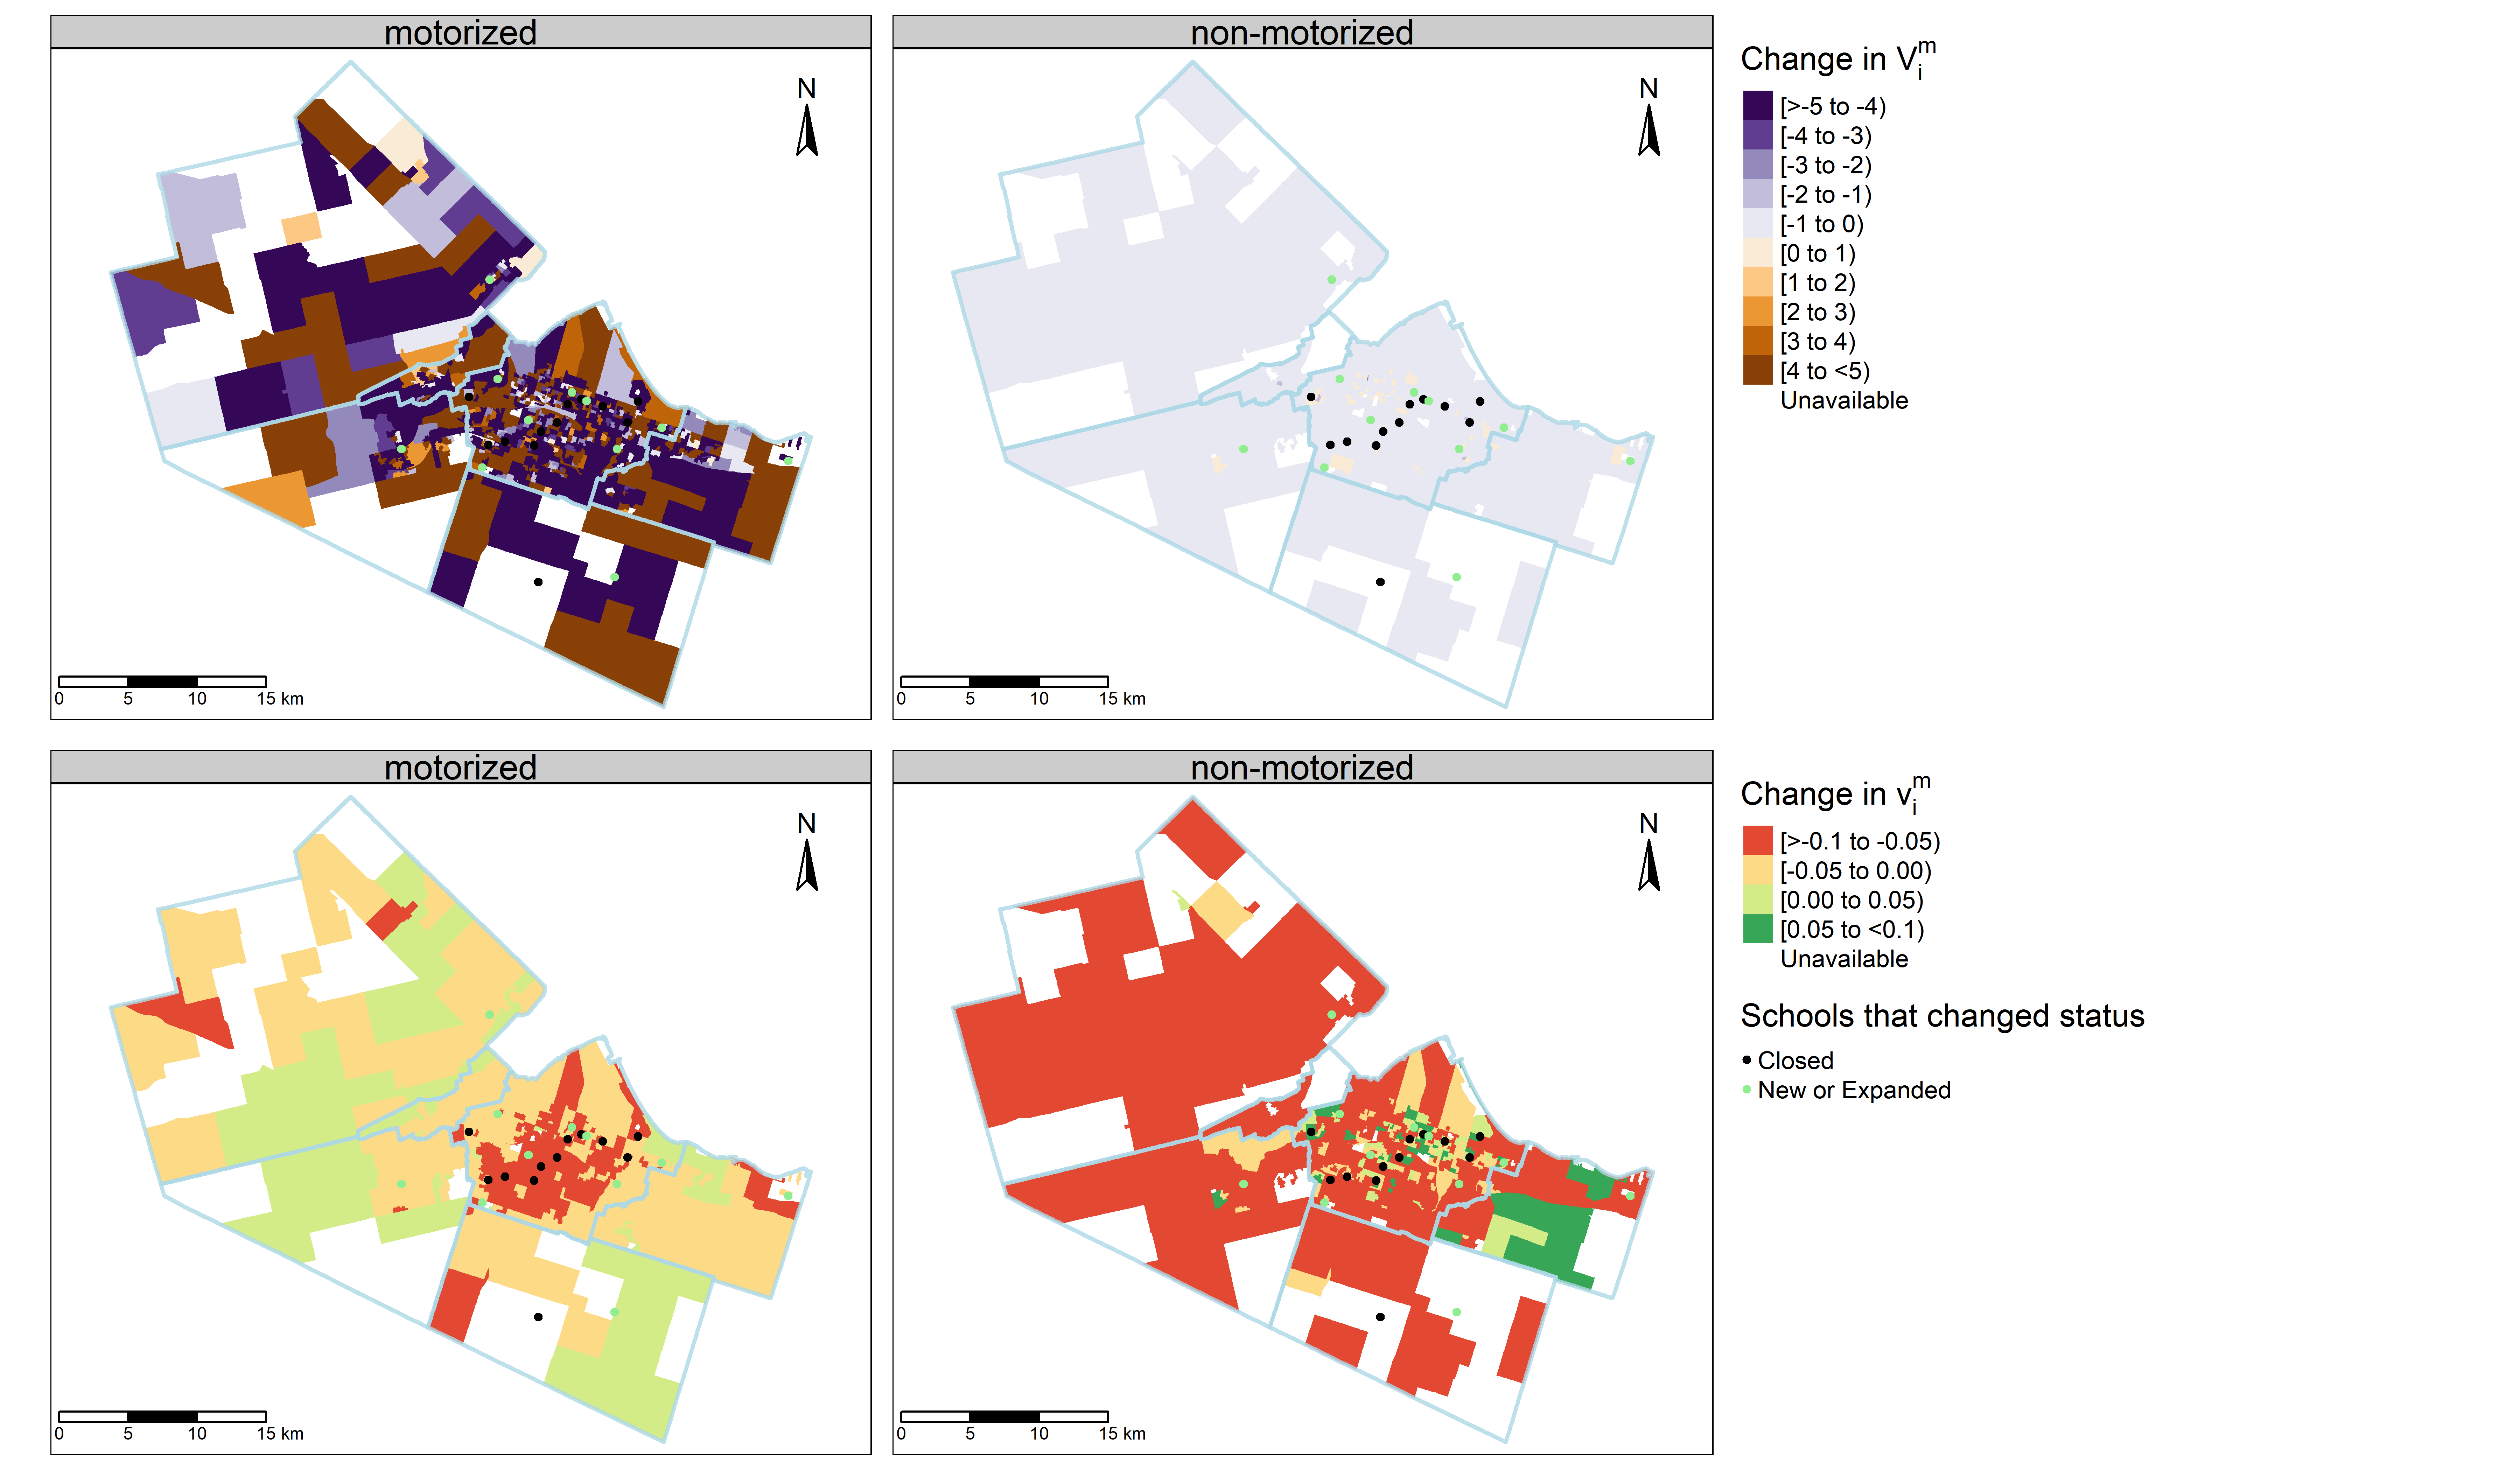 motorized
non-motorized
N
N
0 5 10 15 km
0 5 10 15 km
Change in V_i^m
[>-5 to -4)
[-4 to -3)
[-3 to -2)
[-2 to -1)
[-1 to 0)
[0 to 1)
[1 to 2)
[2 to 3)
[3 to 4)
[4 to <5)
Unavailable
motorized
non-motorized
N
N
0 5 10 15 km
0 5 10 15 km
Change in v_i^m
[>-0.1 to -0.05)
[-0.05 to 0.00)
[0.00 to 0.05)
[0.05 to <0.1)
Unavailable
Schools that changed status
Closed
New or Expanded